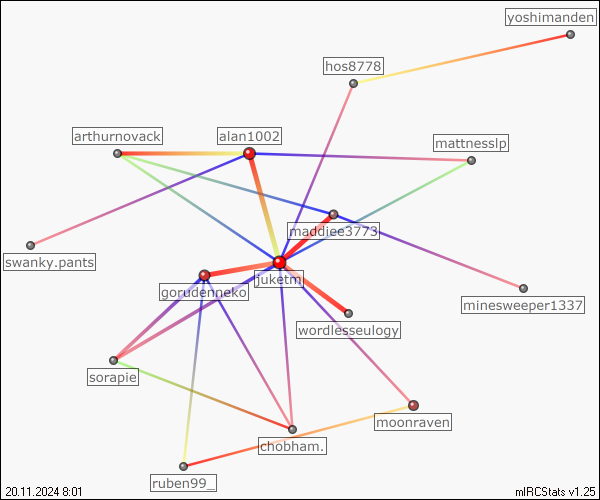 yoshimanden
hos8778
arthurnovack
alan1002
mattnesslp
maddiee3773
swanky.pants
juketm
gorudenneko
minesweeper1337
wordlesseulogy
sorapie
moonraven
chobham.
ruben99_
20.11.2024 8:01
mIRCStats v1.25